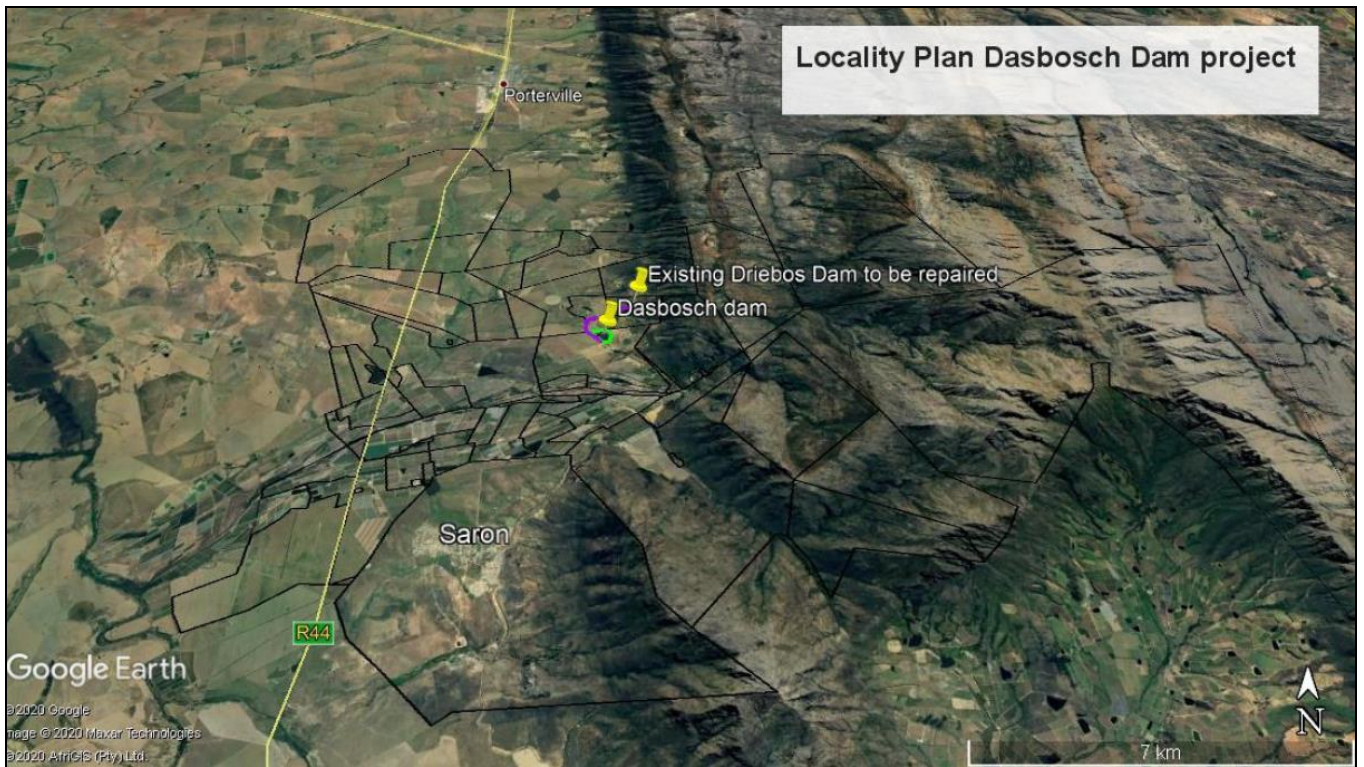 Locality Plan Dasbosch Dam project
Porterville
Existing Driebos Dam to be repaired
Dasbosch dam
Saron
R44
Google Earth
©2020 Google
Image © 2020 Maxar Technologies
©2020 AfriGIS (Pty) Ltd.
N
7 km